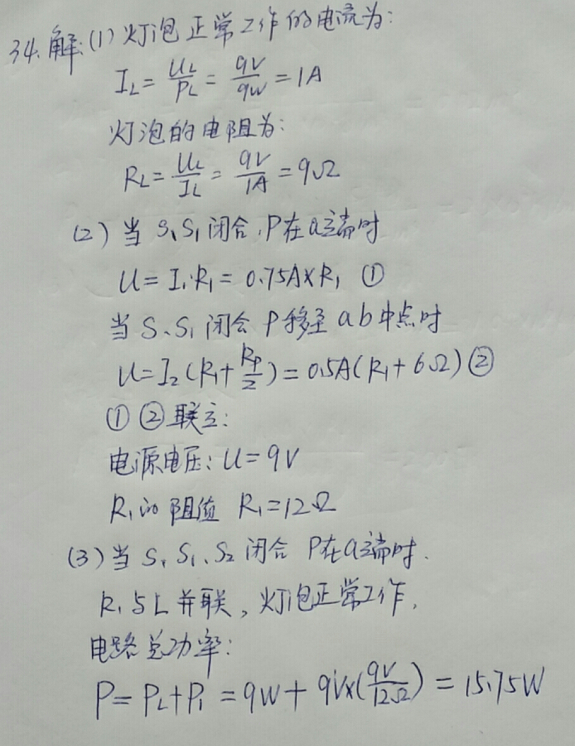 34.解:(1)灯泡正常工作的电流为:
I_L=U_L/P_L=9V/9W=1A
灯泡的电阻为:
R_L=U_L/I_L=9V/1A=9Ω
(2)当S、S₁闭合,P在a端时
U=I₁·R₁=0.75A×R₁ ①
当S、S₁闭合P移至ab中点时
U=I₂(R₁+R_P/2)=0.5A(R₁+6Ω)②
①②联立:
电源电压:U=9V
R₁的阻值 R₁=12Ω
(3)当S、S₁、S₂闭合 P在a端时.
R₁与L并联,灯泡正常工作,
电路总功率:
P=P_L+P₁=9W+9V×(9V/12Ω)=15.75W